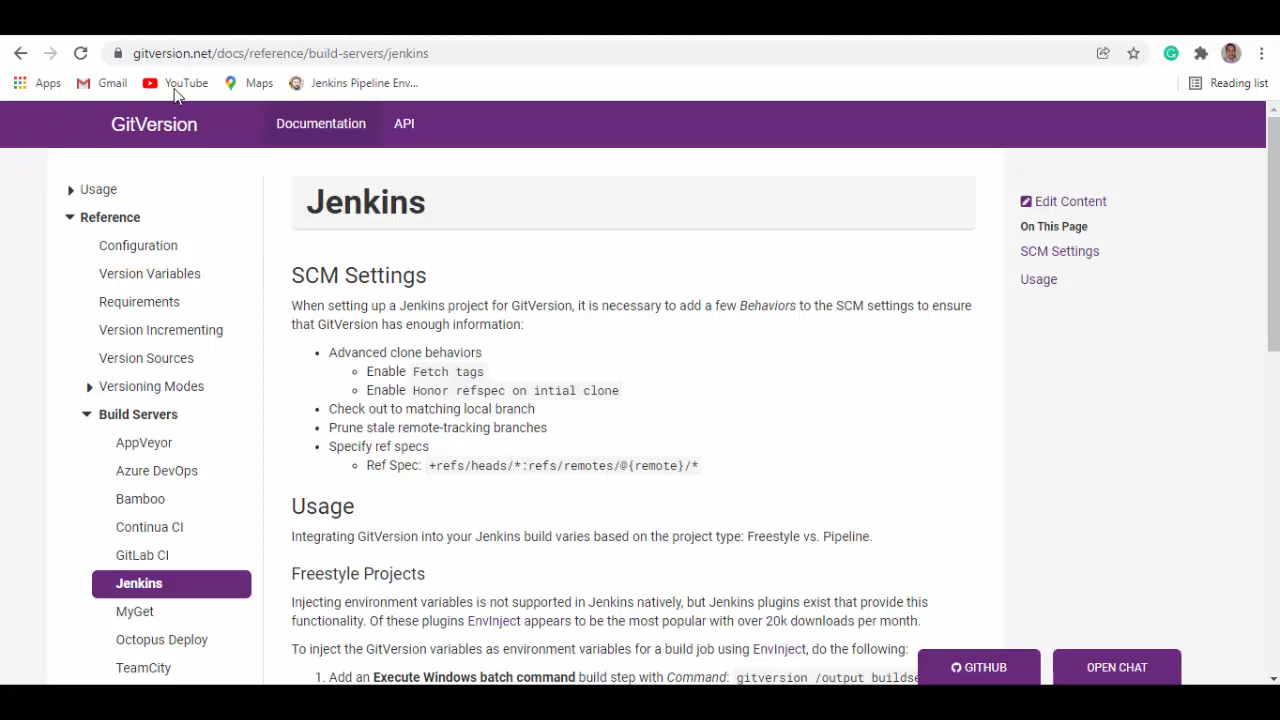 gitversion.net/docs/reference/build-servers/jenkins
Apps Gmail YouTube Maps Jenkins Pipeline Env... Reading list
GitVersion Documentation API
Usage
Reference
Configuration
Version Variables
Requirements
Version Incrementing
Version Sources
Versioning Modes
Build Servers
AppVeyor
Azure DevOps
Bamboo
Continua CI
GitLab CI
Jenkins
MyGet
Octopus Deploy
TeamCity
Jenkins
SCM Settings
When setting up a Jenkins project for GitVersion, it is necessary to add a few Behaviors to the SCM settings to ensure
that GitVersion has enough information:
• Advanced clone behaviors
◦ Enable Fetch tags
◦ Enable Honor refspec on intial clone
• Check out to matching local branch
• Prune stale remote-tracking branches
• Specify ref specs
◦ Ref Spec: +refs/heads/*:refs/remotes/@{remote}/*
Usage
Integrating GitVersion into your Jenkins build varies based on the project type: Freestyle vs. Pipeline.
Freestyle Projects
Injecting environment variables is not supported in Jenkins natively, but Jenkins plugins exist that provide this
functionality. Of these plugins EnvInject appears to be the most popular with over 20k downloads per month.
To inject the GitVersion variables as environment variables for a build job using EnvInject, do the following:
1. Add an Execute Windows batch command build step with Command: gitversion /output buildse
Edit Content
On This Page
SCM Settings
Usage
GITHUB
OPEN CHAT